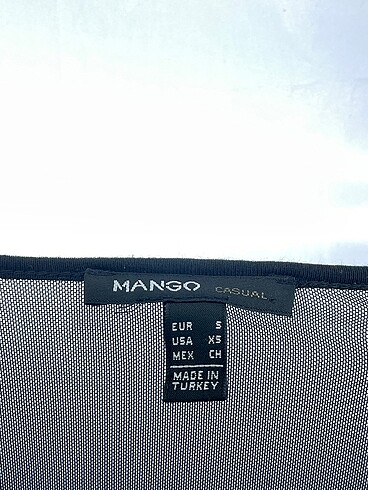 MANGO CASUAL
EUR S
USA XS
MEX CH
MADE IN
TURKEY